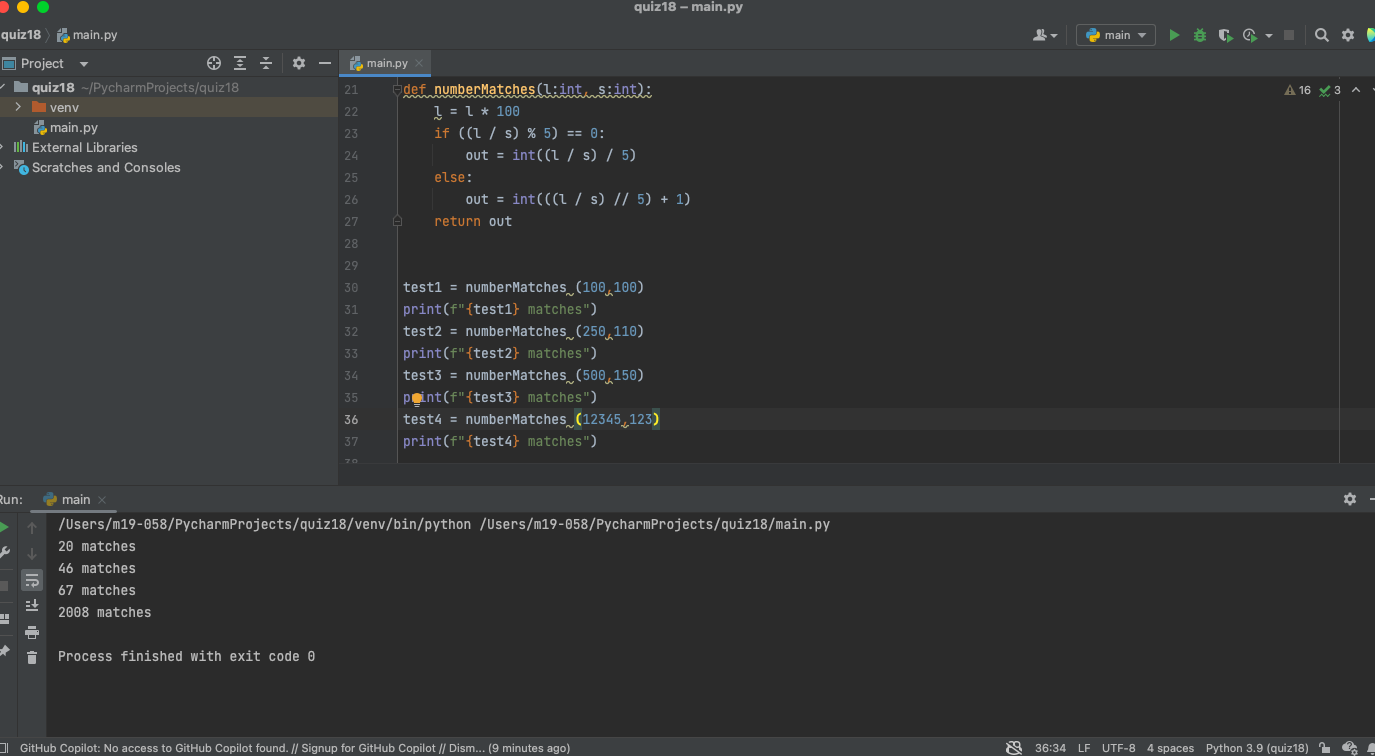 quiz18 – main.py
quiz18 main.py
main
Project
main.py
quiz18 ~/PycharmProjects/quiz18
venv
main.py
External Libraries
Scratches and Consoles
16 3
21 def numberMatches(l:int, s:int):
22     l = l * 100
23     if ((l / s) % 5) == 0:
24         out = int((l / s) / 5)
25     else:
26         out = int(((l / s) // 5) + 1)
27     return out
28
29
30 test1 = numberMatches (100,100)
31 print(f"{test1} matches")
32 test2 = numberMatches (250,110)
33 print(f"{test2} matches")
34 test3 = numberMatches (500,150)
35 print(f"{test3} matches")
36 test4 = numberMatches (12345,123)
37 print(f"{test4} matches")
38
Run: main
/Users/m19-058/PycharmProjects/quiz18/venv/bin/python /Users/m19-058/PycharmProjects/quiz18/main.py
20 matches
46 matches
67 matches
2008 matches
Process finished with exit code 0
GitHub Copilot: No access to GitHub Copilot found. // Signup for GitHub Copilot // Dism... (9 minutes ago)
36:34 LF UTF-8 4 spaces Python 3.9 (quiz18)